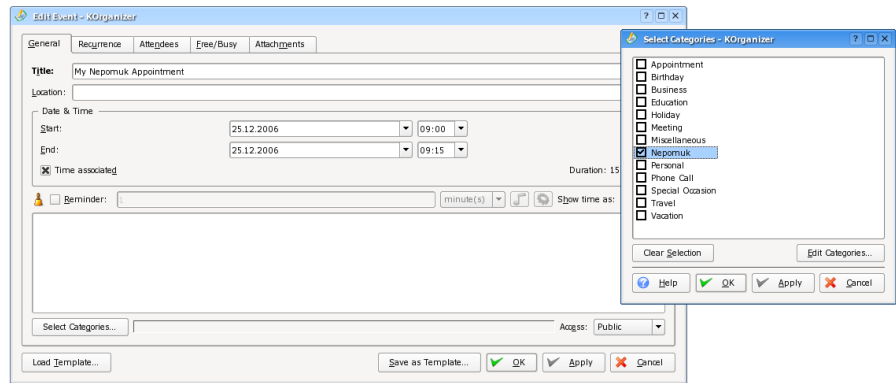 Edit Event - KOrganizer
General Recurrence Attendees Free/Busy Attachments
Title: My Nepomuk Appointment
Location:
Date & Time
Start: 25.12.2006 09:00
End: 25.12.2006 09:15
Time associated Duration: 15
Reminder: 1 minute(s) Show time as:
Select Categories... Access: Public
Load Template... Save as Template... OK Apply Cancel
Select Categories - KOrganizer
Appointment
Birthday
Business
Education
Holiday
Meeting
Miscellaneous
Nepomuk
Personal
Phone Call
Special Occasion
Travel
Vacation
Clear Selection Edit Categories...
Help OK Apply Cancel